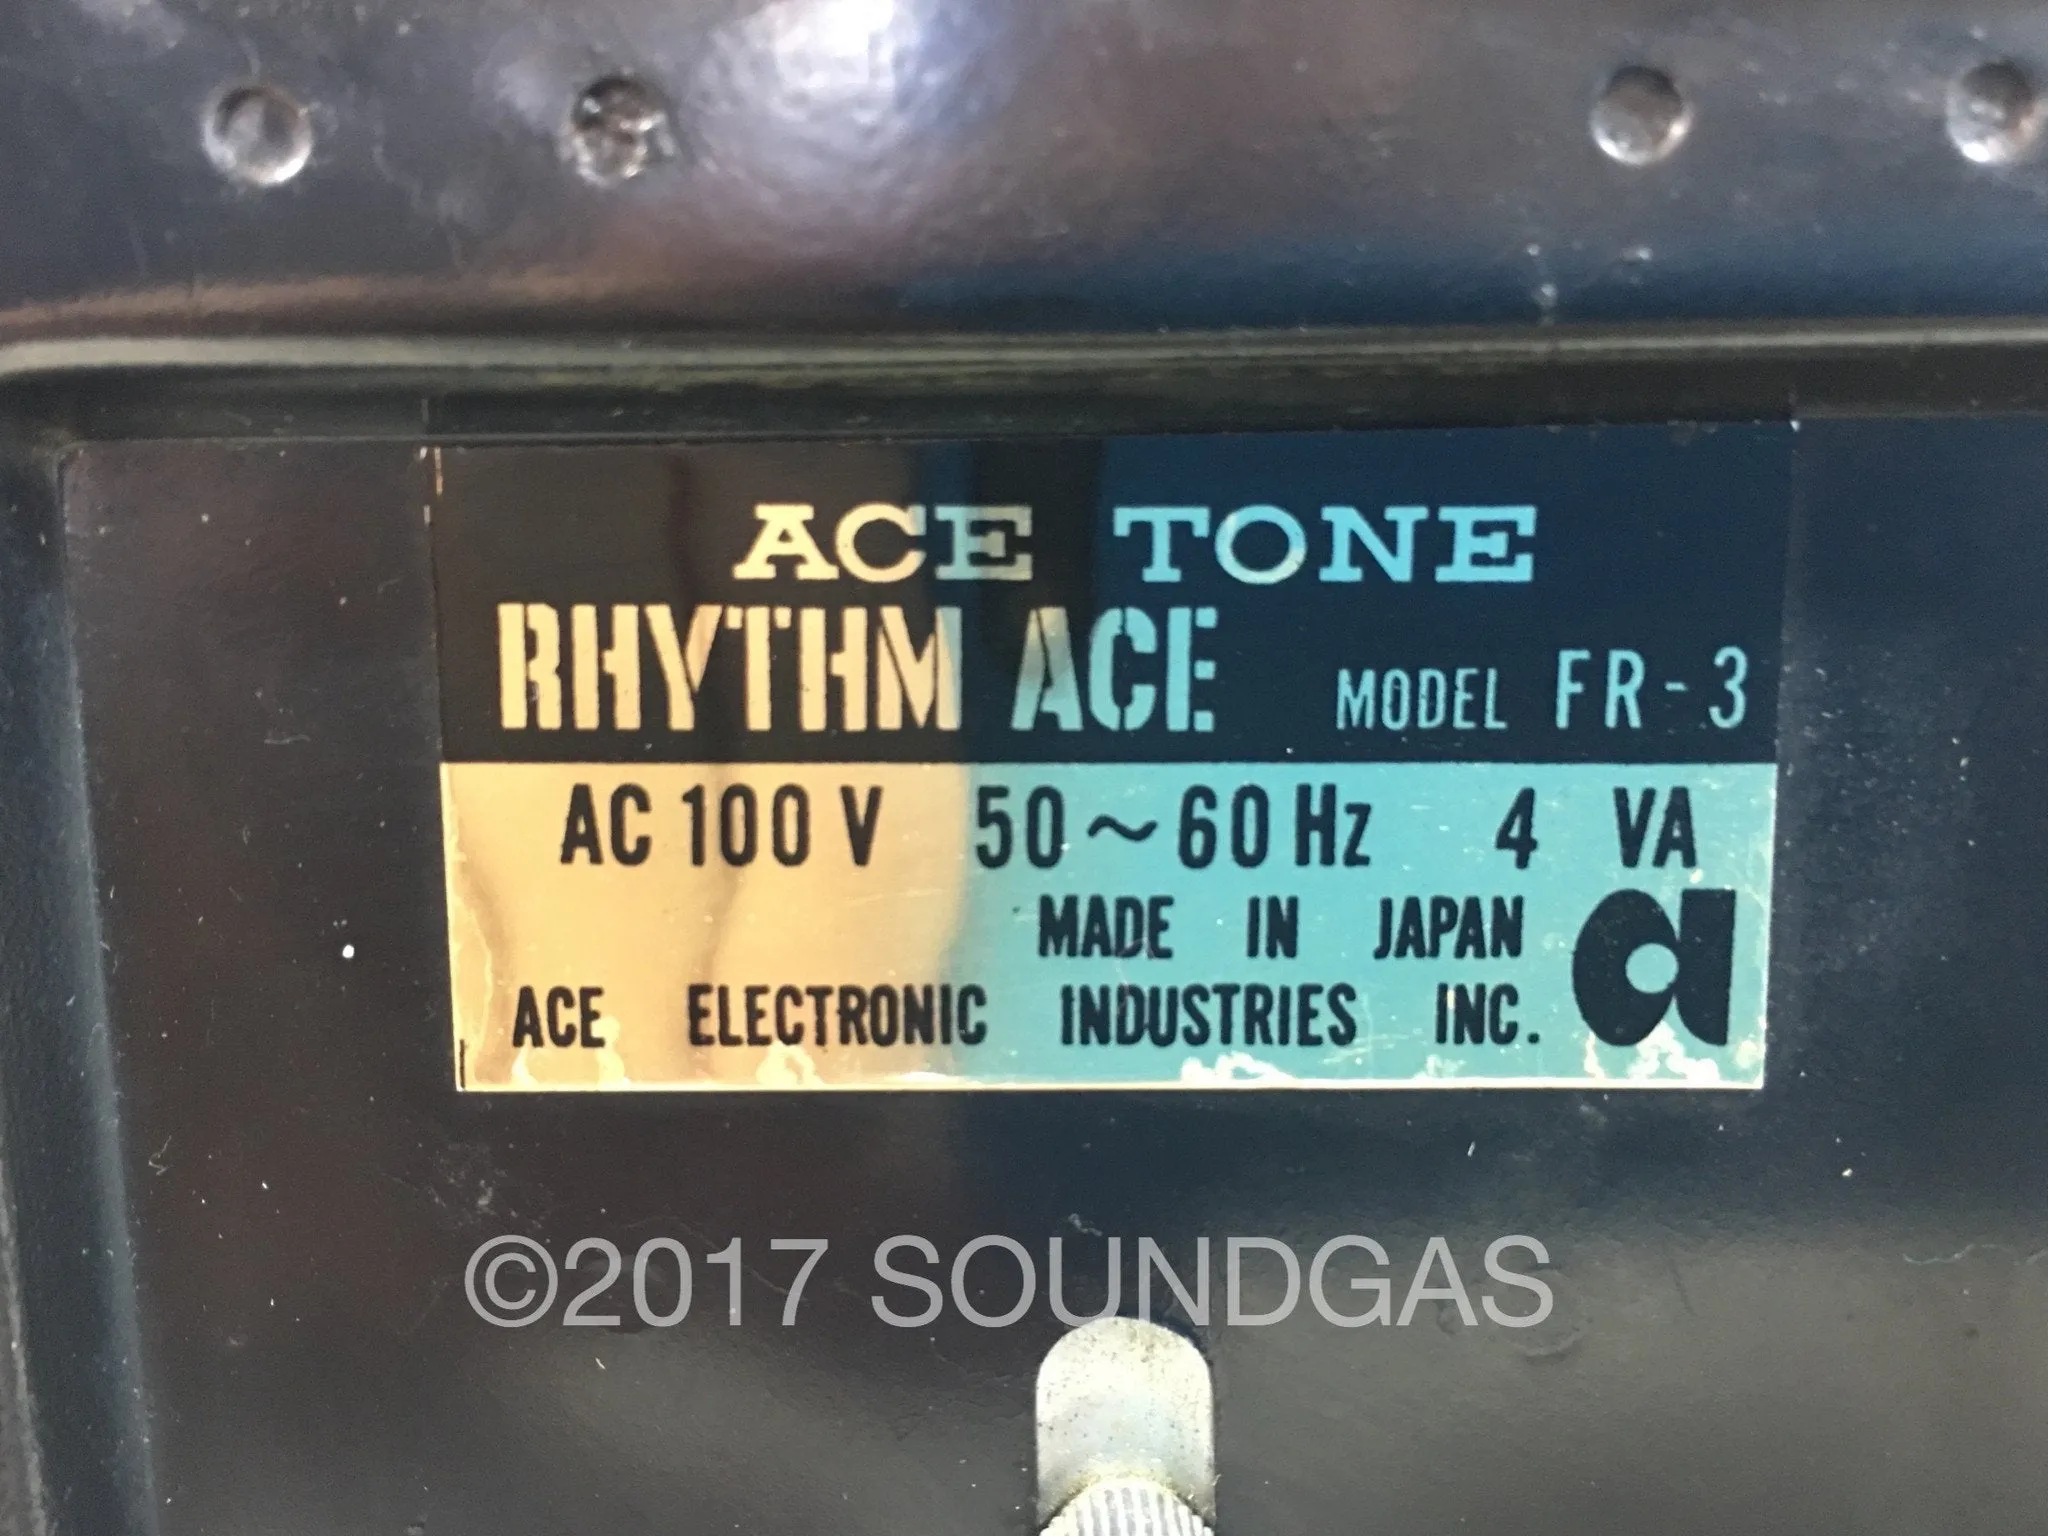 ACE TONE
RHYTHM ACE MODEL FR-3
AC 100 V 50~60 Hz 4 VA
MADE IN JAPAN
ACE ELECTRONIC INDUSTRIES INC. a
©2017 SOUNDGAS